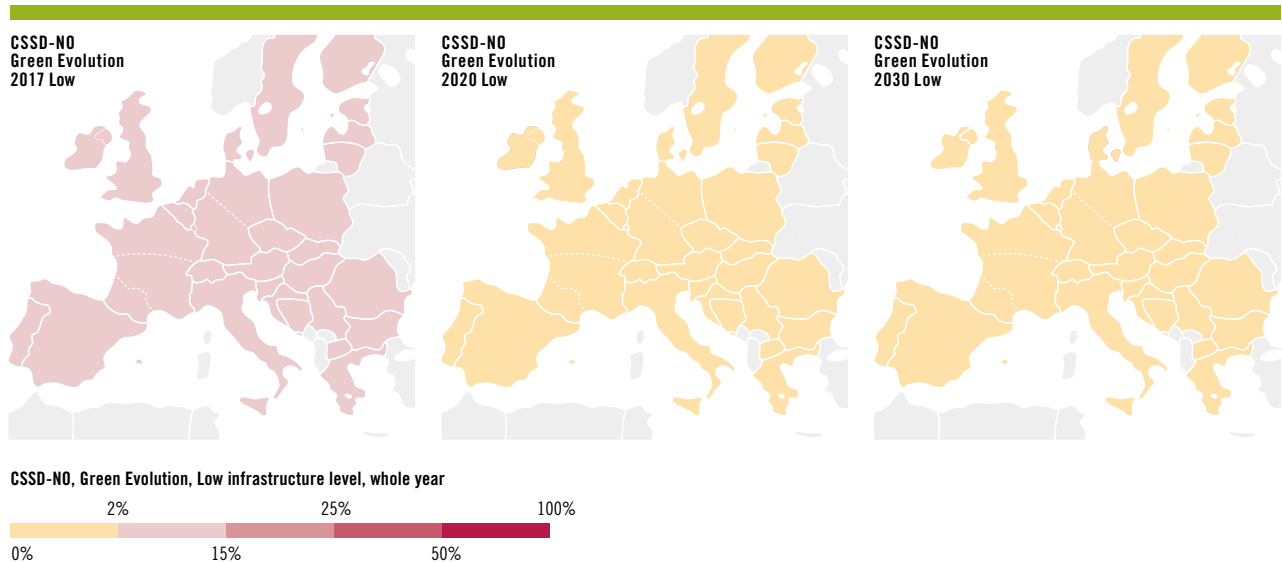 CSSD-NO
Green Evolution
2017 Low
CSSD-NO
Green Evolution
2020 Low
CSSD-NO
Green Evolution
2030 Low
CSSD-NO, Green Evolution, Low infrastructure level, whole year
2% 25% 100%
0% 15% 50%